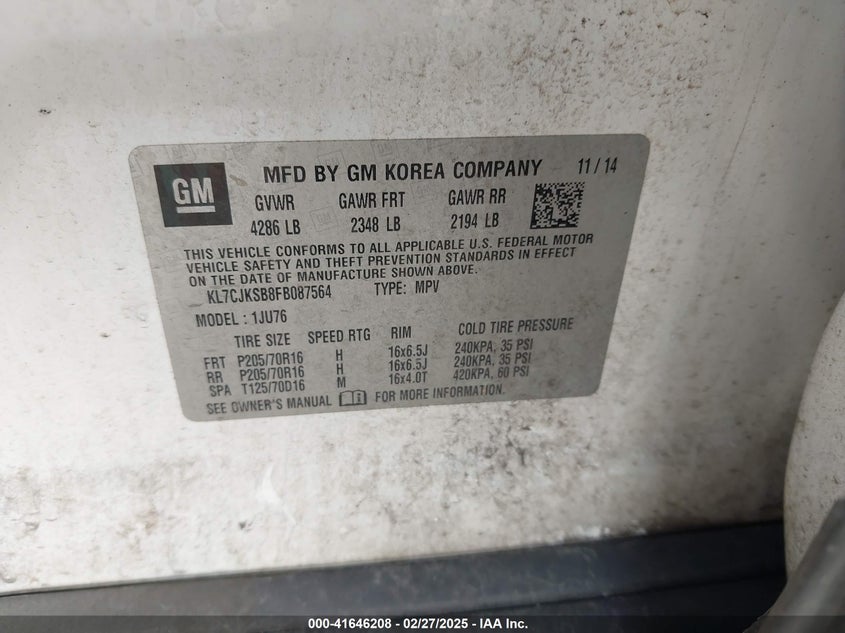 GM MFD BY GM KOREA COMPANY 11/14
GVWR GAWR FRT GAWR RR
4286 LB 2348 LB 2194 LB
THIS VEHICLE CONFORMS TO ALL APPLICABLE U.S. FEDERAL MOTOR
VEHICLE SAFETY AND THEFT PREVENTION STANDARDS IN EFFECT
ON THE DATE OF MANUFACTURE SHOWN ABOVE.
KL7CJKSB8FB087564 TYPE: MPV
MODEL: 1JU76
TIRE SIZE SPEED RTG RIM COLD TIRE PRESSURE
FRT P205/70R16 H 16x6.5J 240KPA, 35 PSI
RR P205/70R16 H 16x6.5J 240KPA, 35 PSI
SPA T125/70D16 M 16x4.0T 420KPA, 60 PSI
SEE OWNER'S MANUAL FOR MORE INFORMATION.
000-41646208 - 02/27/2025 - IAA Inc.